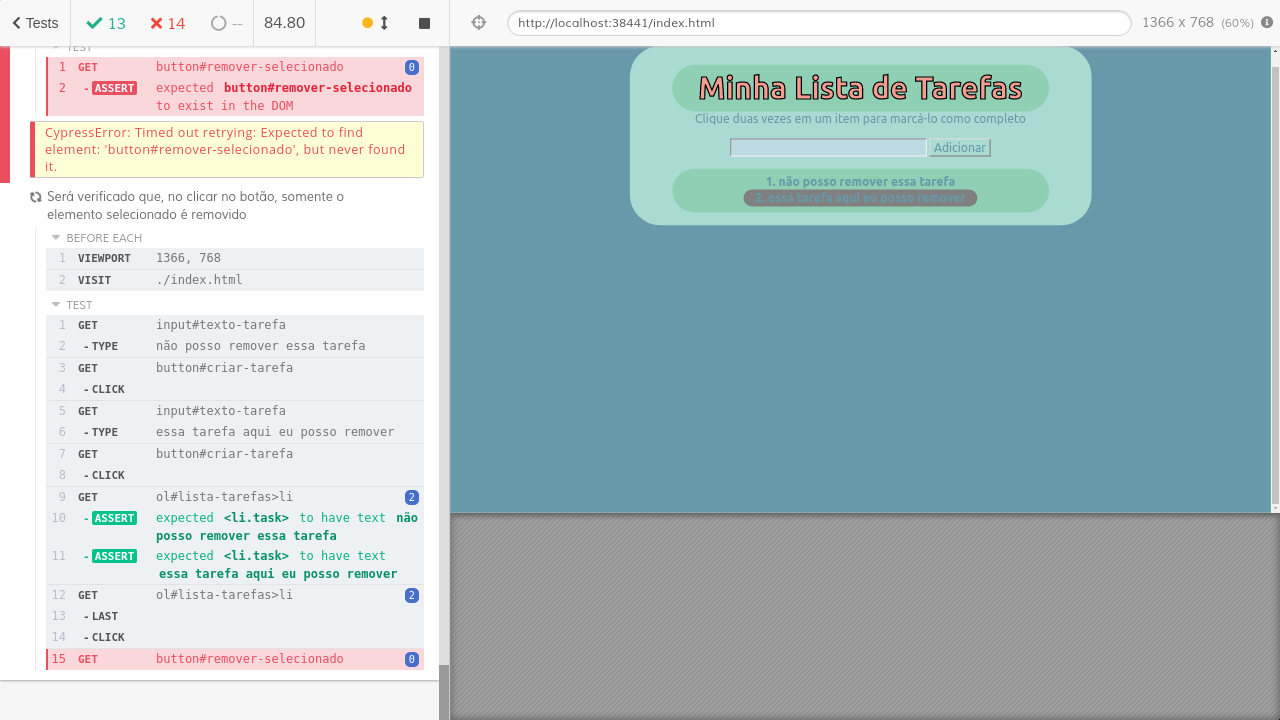 Tests
13
14
--
84.80
http://localhost:38441/index.html
1366 x 768 (60%)
TEST
1 GET button#remover-selecionado 0
2 - ASSERT expected button#remover-selecionado
to exist in the DOM
CypressError: Timed out retrying: Expected to find
element: 'button#remover-selecionado', but never found
it.
Será verificado que, no clicar no botão, somente o
elemento selecionado é removido
BEFORE EACH
1 VIEWPORT 1366, 768
2 VISIT ./index.html
TEST
1 GET input#texto-tarefa
2 - TYPE não posso remover essa tarefa
3 GET button#criar-tarefa
4 - CLICK
5 GET input#texto-tarefa
6 - TYPE essa tarefa aqui eu posso remover
7 GET button#criar-tarefa
8 - CLICK
9 GET ol#lista-tarefas>li 2
10 - ASSERT expected <li.task> to have text não
posso remover essa tarefa
11 - ASSERT expected <li.task> to have text
essa tarefa aqui eu posso remover
12 GET ol#lista-tarefas>li 2
13 - LAST
14 - CLICK
15 GET button#remover-selecionado 0
Minha Lista de Tarefas
Clique duas vezes em um item para marcá-lo como completo
Adicionar
1. não posso remover essa tarefa
2. essa tarefa aqui eu posso remover